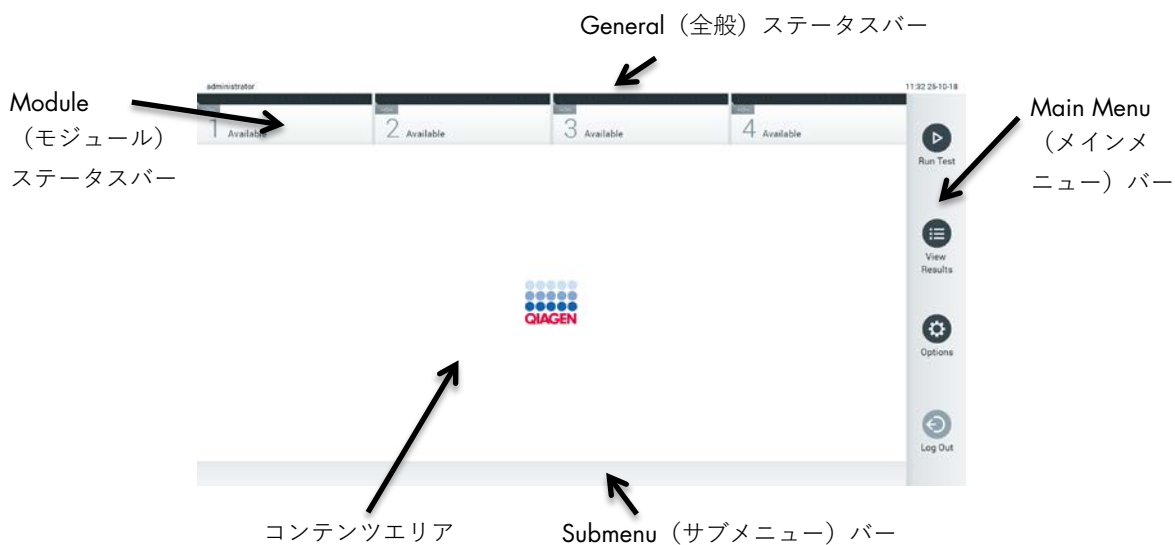 General（全般）ステータスバー
administrator
11:32 25-10-18
Module
（モジュール）
ステータスバー
1 Available
2 Available
3 Available
4 Available
Main Menu
（メインメ
ニュー）バー
Run Test
View
Results
QIAGEN
Options
Log Out
コンテンツエリア
Submenu（サブメニュー）バー